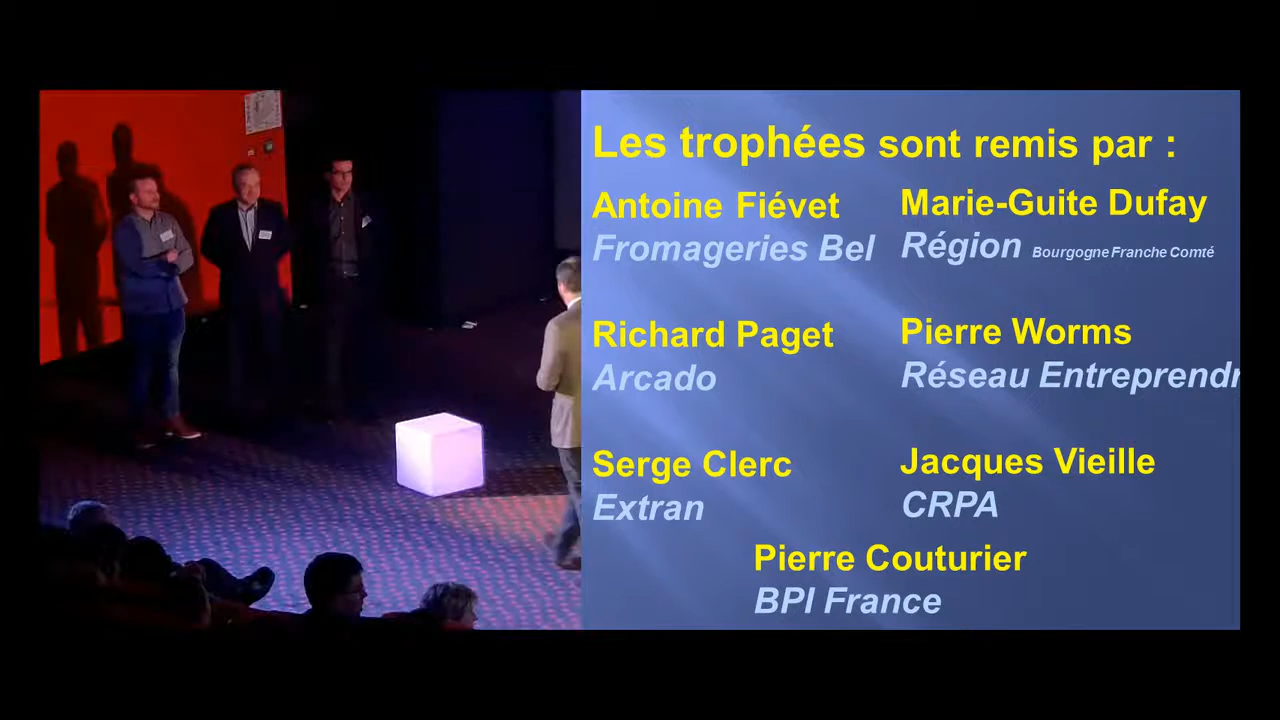 Les trophées sont remis par :
Antoine Fiévet
Fromageries Bel
Marie-Guite Dufay
Région Bourgogne Franche Comté
Richard Paget
Arcado
Pierre Worms
Réseau Entreprendr
Serge Clerc
Extran
Jacques Vieille
CRPA
Pierre Couturier
BPI France